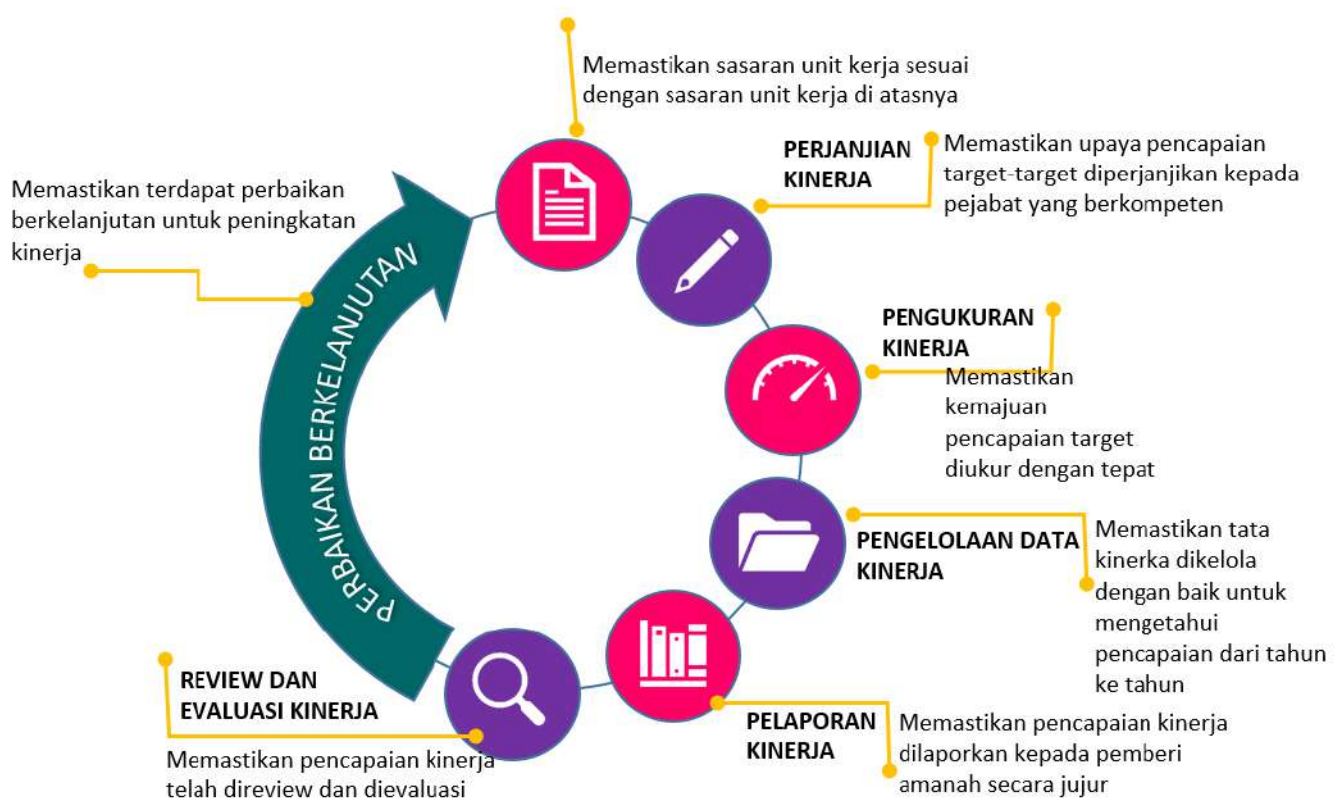 Memastikan sasaran unit kerja sesuai
dengan sasaran unit kerja di atasnya
PERJANJIAN
KINERJA
Memastikan upaya pencapaian
target-target diperjanjikan kepada
pejabat yang berkompeten
PENGUKURAN
KINERJA
Memastikan
kemajuan
pencapaian target
diukur dengan tepat
PENGELOLAAN DATA
KINERJA
Memastikan tata
kinerka dikelola
dengan baik untuk
mengetahui
pencapaian dari tahun
ke tahun
PELAPORAN
KINERJA
Memastikan pencapaian kinerja
dilaporkan kepada pemberi
amanah secara jujur
REVIEW DAN
EVALUASI KINERJA
Memastikan pencapaian kinerja
telah direview dan dievaluasi
PERBAIKAN BERKELANJUTAN
Memastikan terdapat perbaikan
berkelanjutan untuk peningkatan
kinerja